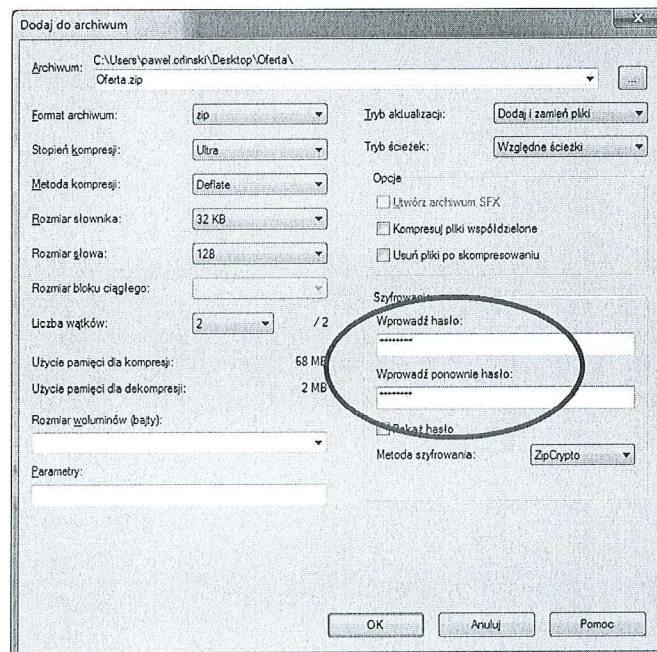 Dodaj do archiwum
Archiwum: C:\Users\pawel.orlinski\Desktop\Oferta\
Oferta.zip
...
Format archiwum: zip
Stopień kompresji: Ultra
Metoda kompresji: Deflate
Rozmiar słownika: 32 KB
Rozmiar słowa: 128
Rozmiar bloku ciągłego:
Liczba wątków: 2 / 2
Użycie pamięci dla kompresji: 68 MB
Użycie pamięci dla dekompresji: 2 MB
Rozmiar woluminów (bajty):
Parametry:
Tryb aktualizacji: Dodaj i zamień pliki
Tryb ścieżek: Względne ścieżki
Opcje
Utwórz archiwum SFX
Kompresuj pliki współdzielone
Usuń pliki po skompresowaniu
Szyfrowanie
Wprowadź hasło:
********
Wprowadź ponownie hasło:
********
Pokaż hasło
Metoda szyfrowania: ZipCrypto
OK Anuluj Pomoc